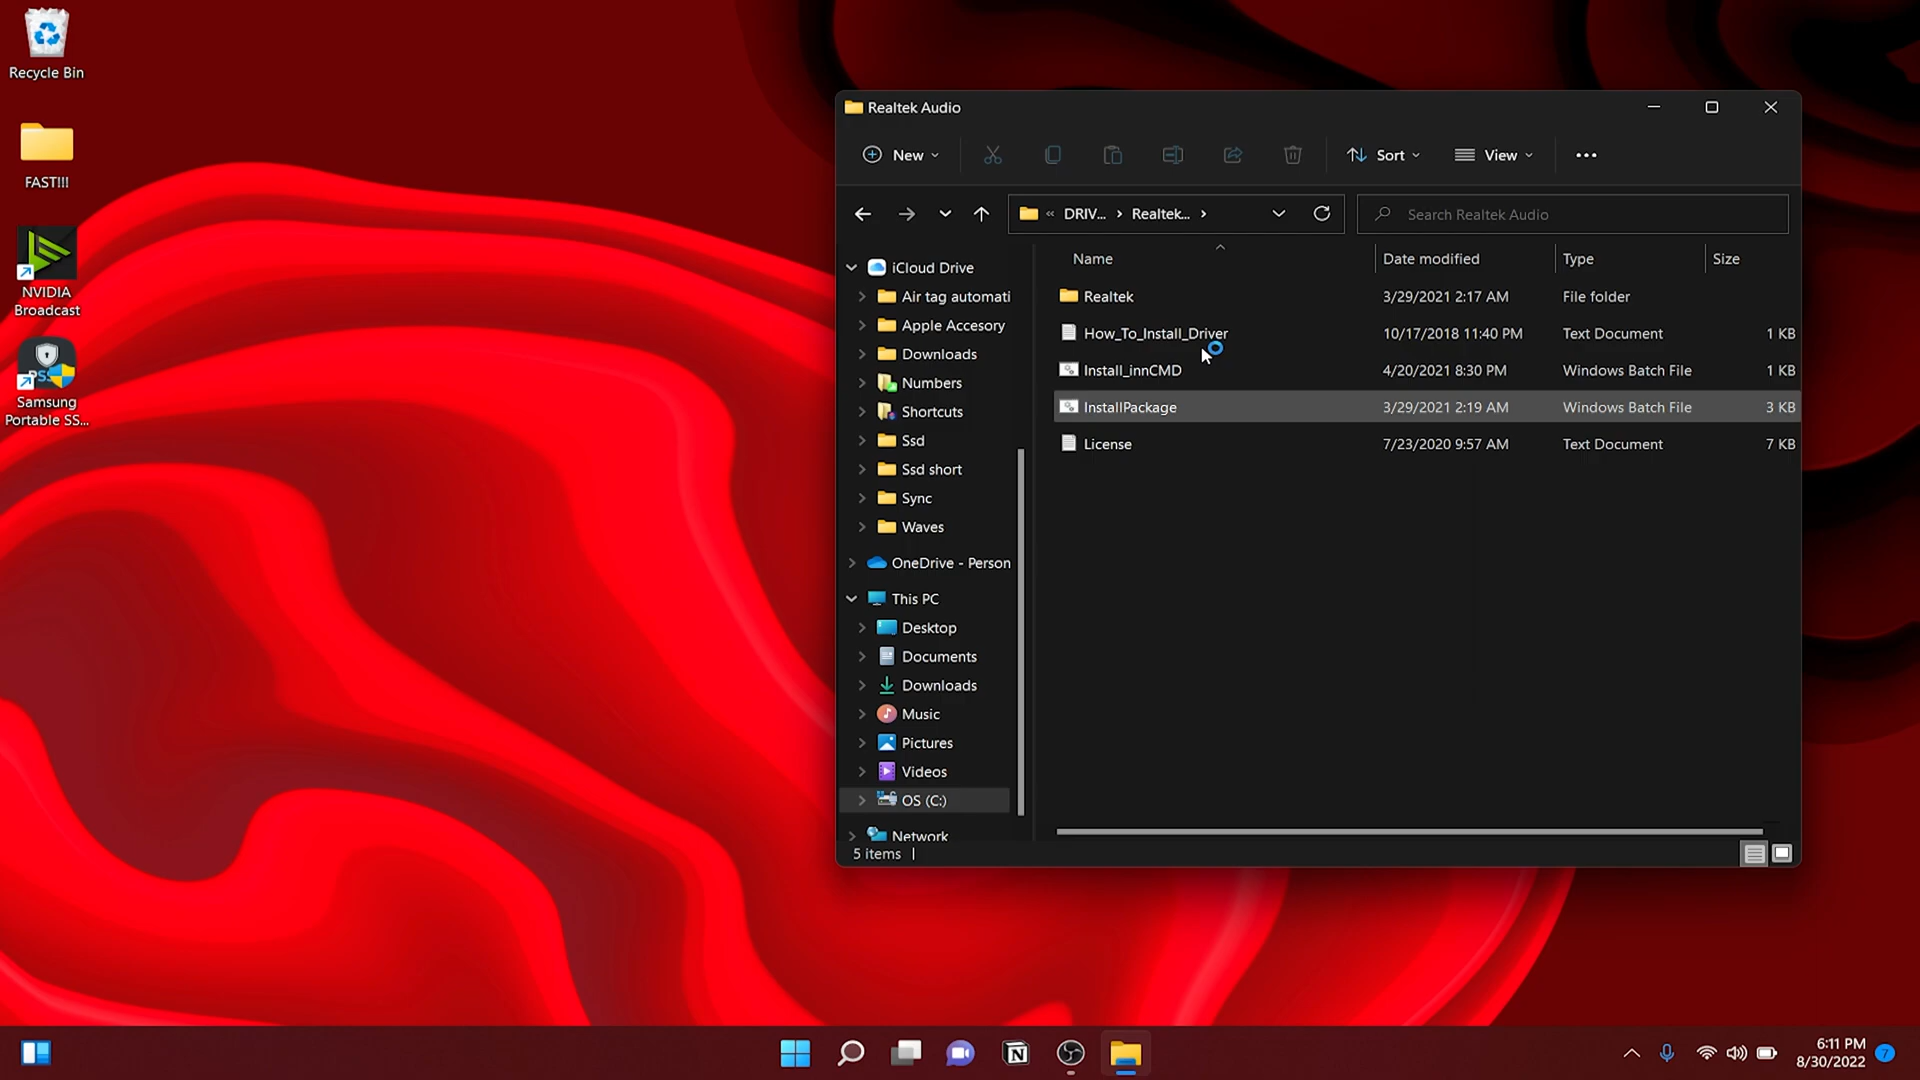 Recycle Bin
FAST!!!
NVIDIA
Broadcast
Samsung
Portable SS...
Realtek Audio
New
Sort
View
« DRIV... > Realtek... >
Search Realtek Audio
Name
Date modified
Type
Size
Realtek
3/29/2021 2:17 AM
File folder
How_To_Install_Driver
10/17/2018 11:40 PM
Text Document
1 KB
Install_innCMD
4/20/2021 8:30 PM
Windows Batch File
1 KB
InstallPackage
3/29/2021 2:19 AM
Windows Batch File
3 KB
License
7/23/2020 9:57 AM
Text Document
7 KB
iCloud Drive
Air tag automati
Apple Accesory
Downloads
Numbers
Shortcuts
Ssd
Ssd short
Sync
Waves
OneDrive - Person
This PC
Desktop
Documents
Downloads
Music
Pictures
Videos
OS (C:)
Network
5 items
6:11 PM
8/30/2022
7